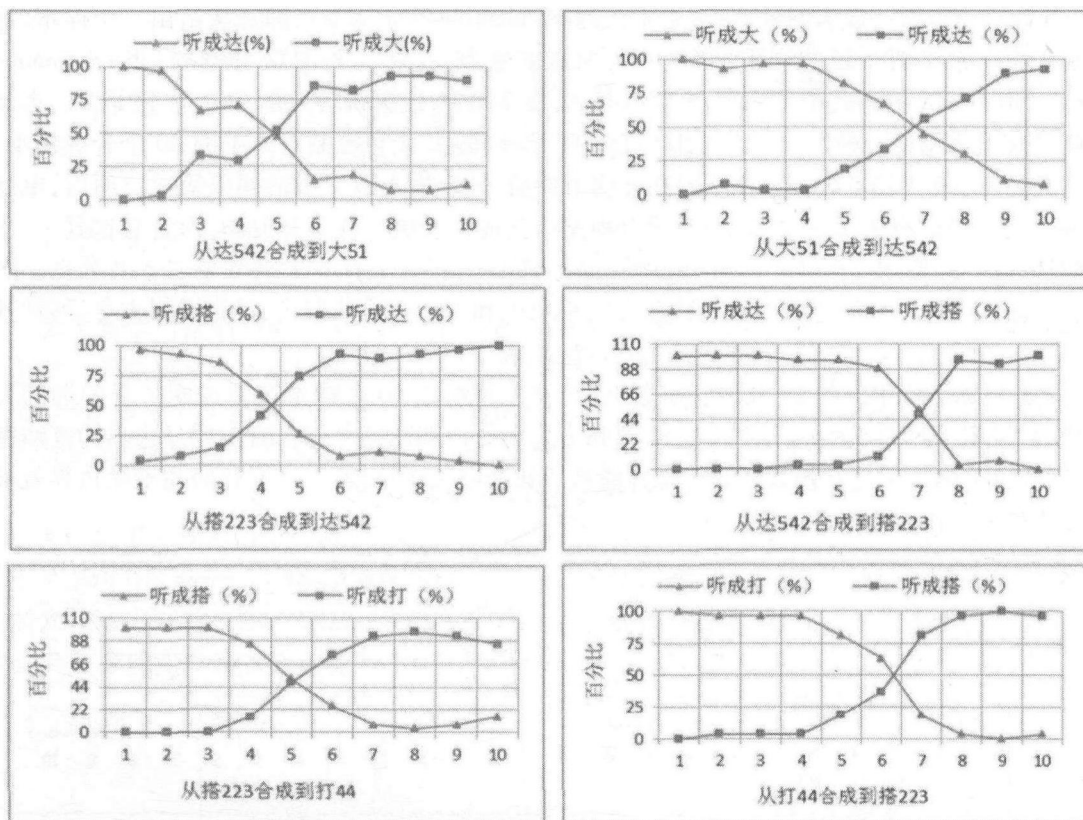 听成达(%) 听成大(%)
100
75
50
25
0
百分比
1 2 3 4 5 6 7 8 9 10
从达542合成到大51
听成大（%） 听成达（%）
100
75
50
25
0
百分比
1 2 3 4 5 6 7 8 9 10
从大51合成到达542
听成搭（%） 听成达（%）
100
75
50
25
0
百分比
1 2 3 4 5 6 7 8 9 10
从搭223合成到达542
听成达（%） 听成搭（%）
110
88
66
44
22
0
百分比
1 2 3 4 5 6 7 8 9 10
从达542合成到搭223
听成搭（%） 听成打（%）
110
88
66
44
22
0
百分比
1 2 3 4 5 6 7 8 9 10
从搭223合成到打44
听成打（%） 听成搭（%）
100
75
50
25
0
百分比
1 2 3 4 5 6 7 8 9 10
从打44合成到搭223